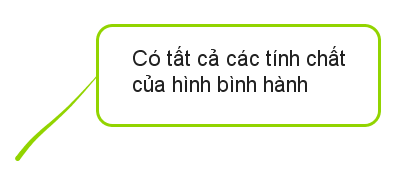 Có tất cả các tính chất
của hình bình hành